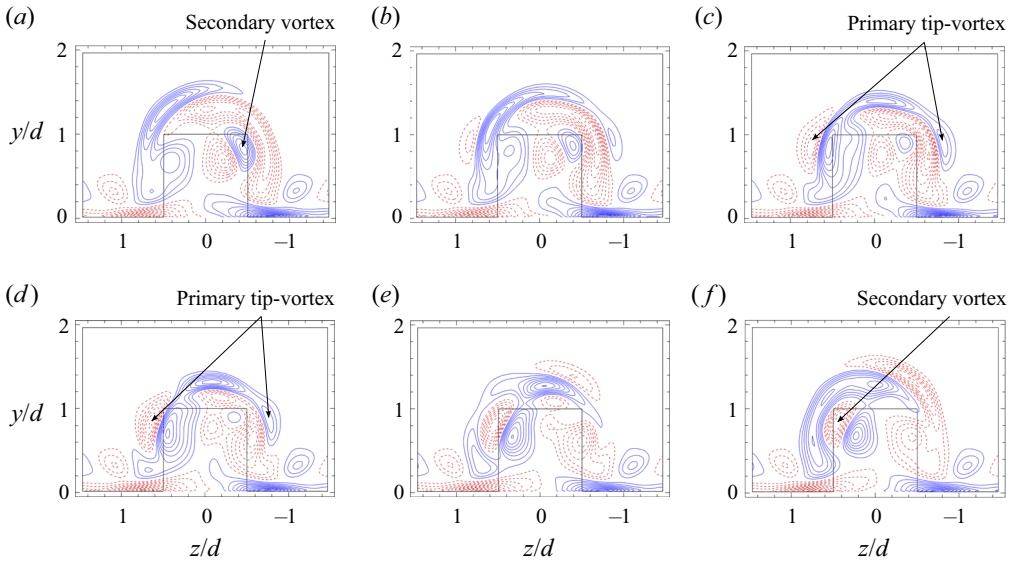 (a) (b) (c)
Secondary vortex
Primary tip-vortex
2 2 2
y/d 1 1 1
0 0 0
1 0 –1 1 0 –1 1 0 –1
(d) (e) (f)
Primary tip-vortex
Secondary vortex
2 2 2
y/d 1 1 1
0 0 0
1 0 –1 1 0 –1 1 0 –1
z/d z/d z/d